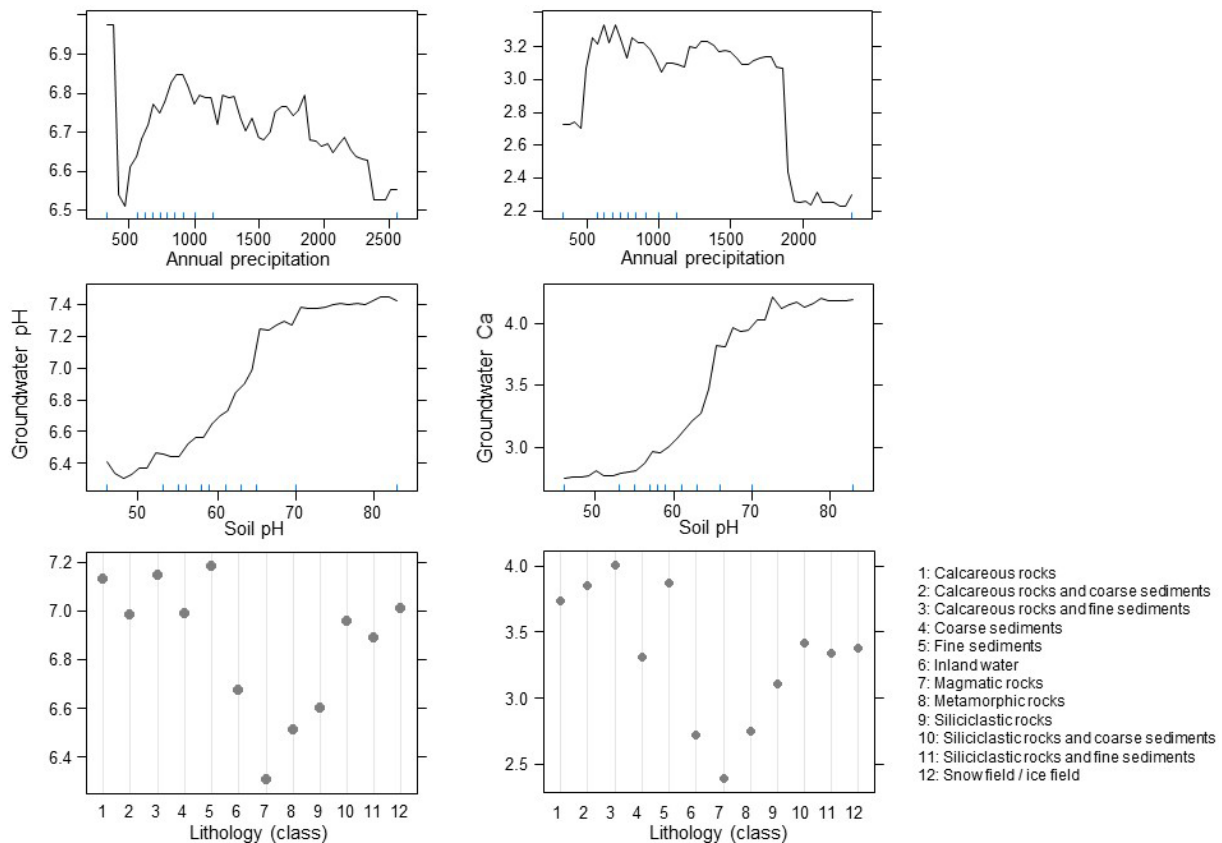 6.9
6.8
6.7
6.6
6.5
500 1000 1500 2000 2500
Annual precipitation
3.2
3.0
2.8
2.6
2.4
2.2
500 1000 2000
Annual precipitation
Groundwater pH
7.4
7.2
7.0
6.8
6.6
6.4
50 60 70 80
Soil pH
Groundwater Ca
4.0
3.5
3.0
50 60 70 80
Soil pH
7.2
7.0
6.8
6.6
6.4
1 2 3 4 5 6 7 8 9 10 11 12
Lithology (class)
4.0
3.5
3.0
2.5
1 2 3 4 5 6 7 8 9 10 11 12
Lithology (class)
1: Calcareous rocks
2: Calcareous rocks and coarse sediments
3: Calcareous rocks and fine sediments
4: Coarse sediments
5: Fine sediments
6: Inland water
7: Magmatic rocks
8: Metamorphic rocks
9: Siliciclastic rocks
10: Siliciclastic rocks and coarse sediments
11: Siliciclastic rocks and fine sediments
12: Snow field / ice field